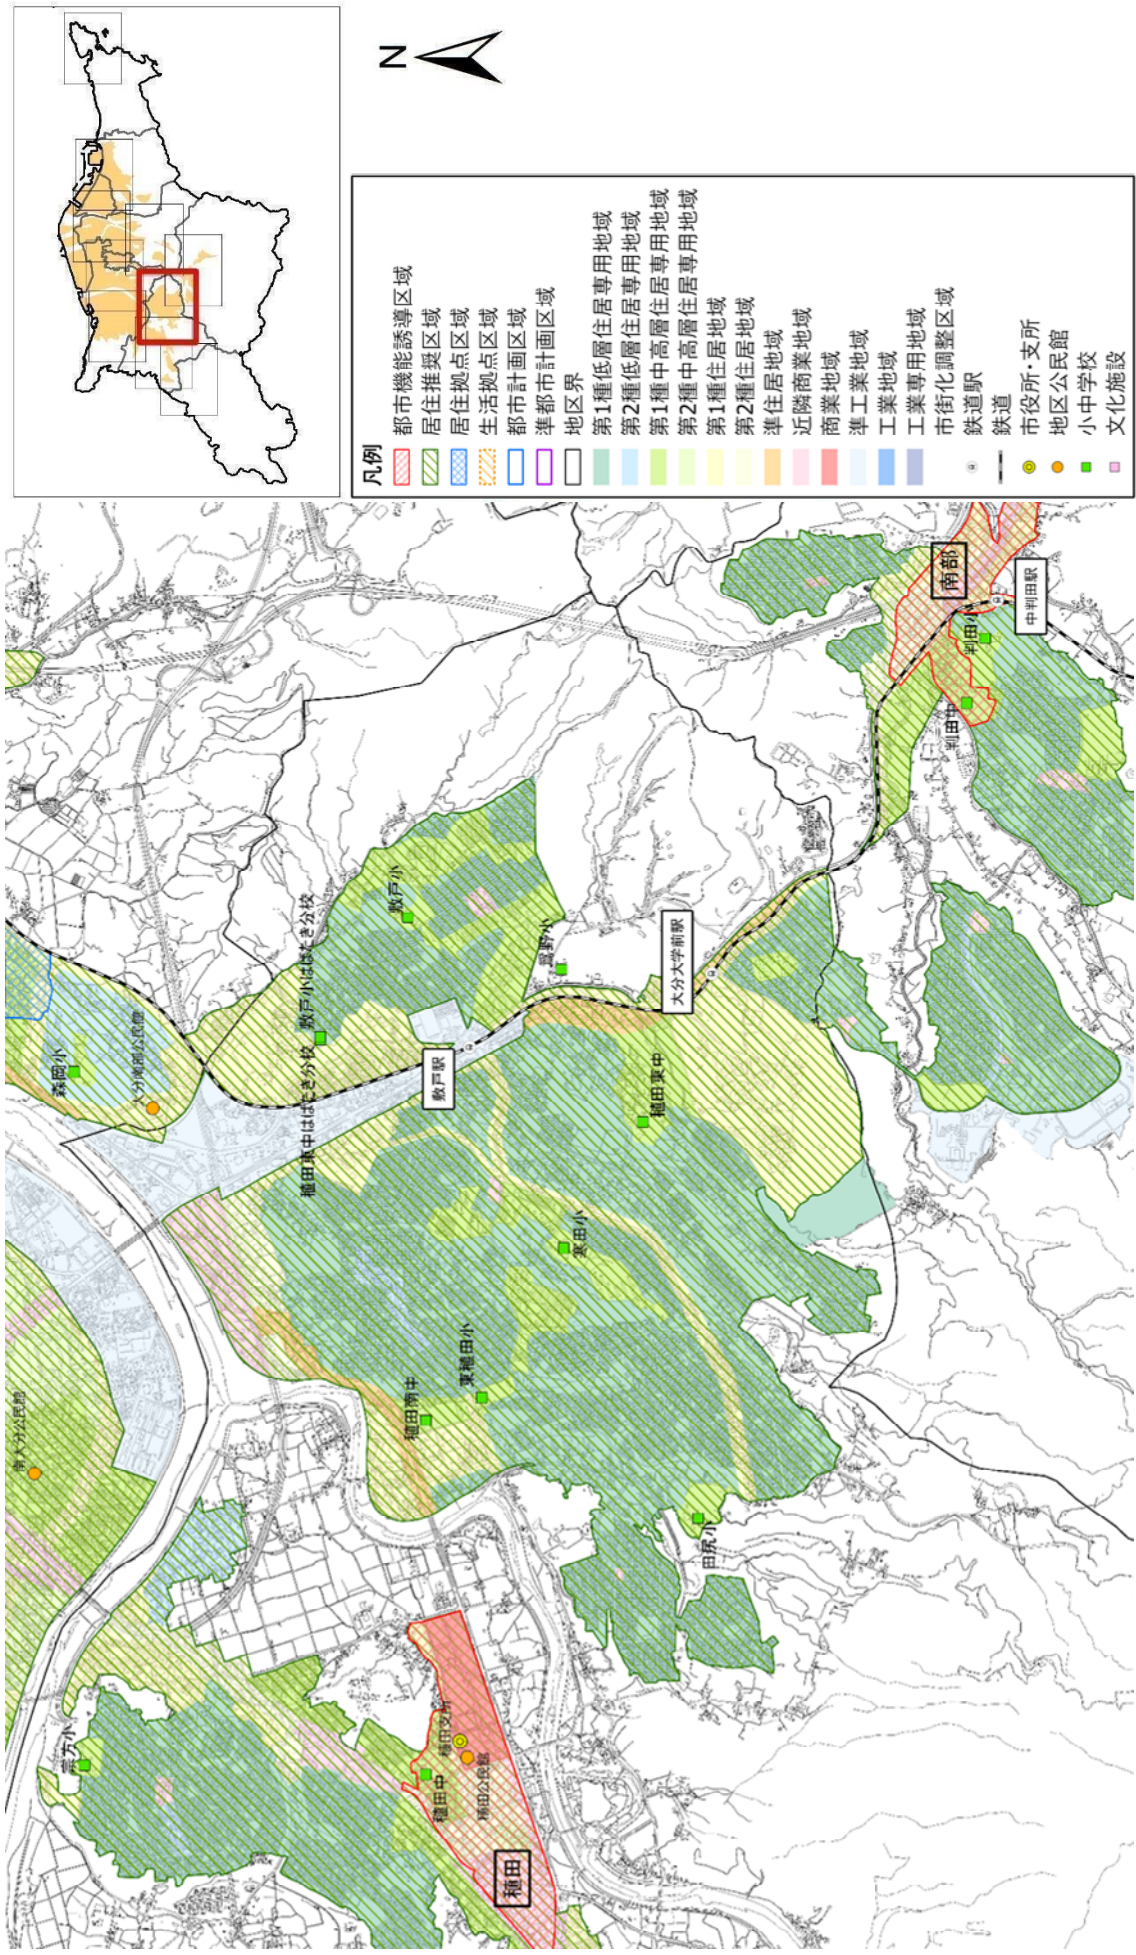 N
凡例
都市機能誘導区域
居住推奨区域
居住拠点区域
生活拠点区域
都市計画区域
準都市計画区域
地区界
第1種低層住居専用地域
第2種低層住居専用地域
第1種中高層住居専用地域
第2種中高層住居専用地域
第1種住居地域
第2種住居地域
準住居地域
近隣商業地域
商業地域
準工業地域
工業地域
工業専用地域
市街化調整区域
鉄道駅
鉄道
市役所・支所
地区公民館
小中学校
文化施設
南部
中判田駅
判田小
判田中
敷戸小
鴛野小
大分大学前駅
敷戸小はばたき分校
稙田東中はばたき分校
敷戸駅
森岡小
大分南部公民館
稙田東中
寒田小
東稙田小
稙田南中
南大分公民館
田尻小
宗方小
稙田支所
稙田公民館
稙田中
稙田